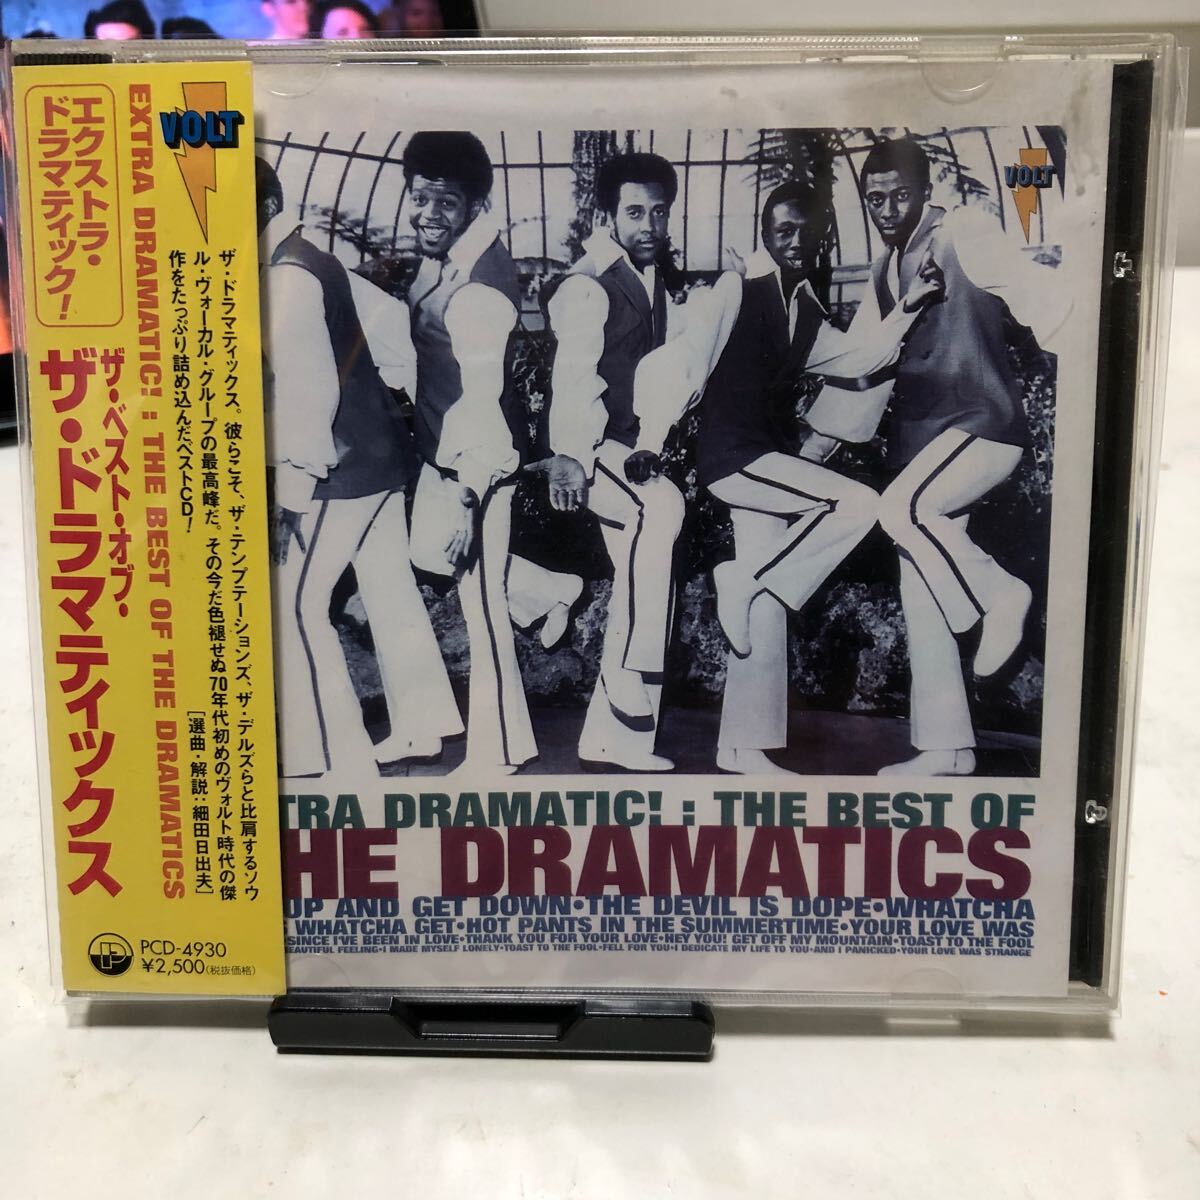 エクストラ・
ドラマティック!
ザ・ベスト・オブ・
ザ・ドラマティックス
EXTRA DRAMATIC! : THE BEST OF THE DRAMATICS
VOLT
ザ・ドラマティックス。彼らこそ、ザ・テンプテーションズ、ザ・デルズらと比肩するソウ
ル・ヴォーカル・グループの最高峰だ。その今だ色褪せぬ70年代初めのヴォルト時代の傑
作をたっぷり詰め込んだベストCD!
[選曲・解説:細田日出夫]
PCD-4930
¥2,500(税抜価格)
VOLT
TRA DRAMATIC! : THE BEST OF
HE DRAMATICS
UP AND GET DOWN•THE DEVIL IS DOPE•WHATCHA
WHATCHA GET•HOT PANTS IN THE SUMMERTIME•YOUR LOVE WAS
SINCE I'VE BEEN IN LOVE•THANK YOU FOR YOUR LOVE•HEY YOU! GET OFF MY MOUNTAIN•TOAST TO THE FOOL
BEAUTIFUL FEELING•I MADE MYSELF LONELY•TOAST TO THE FOOL•FELL FOR YOU•I DEDICATE MY LIFE TO YOU•AND I PANICKED•YOUR LOVE WAS STRANGE